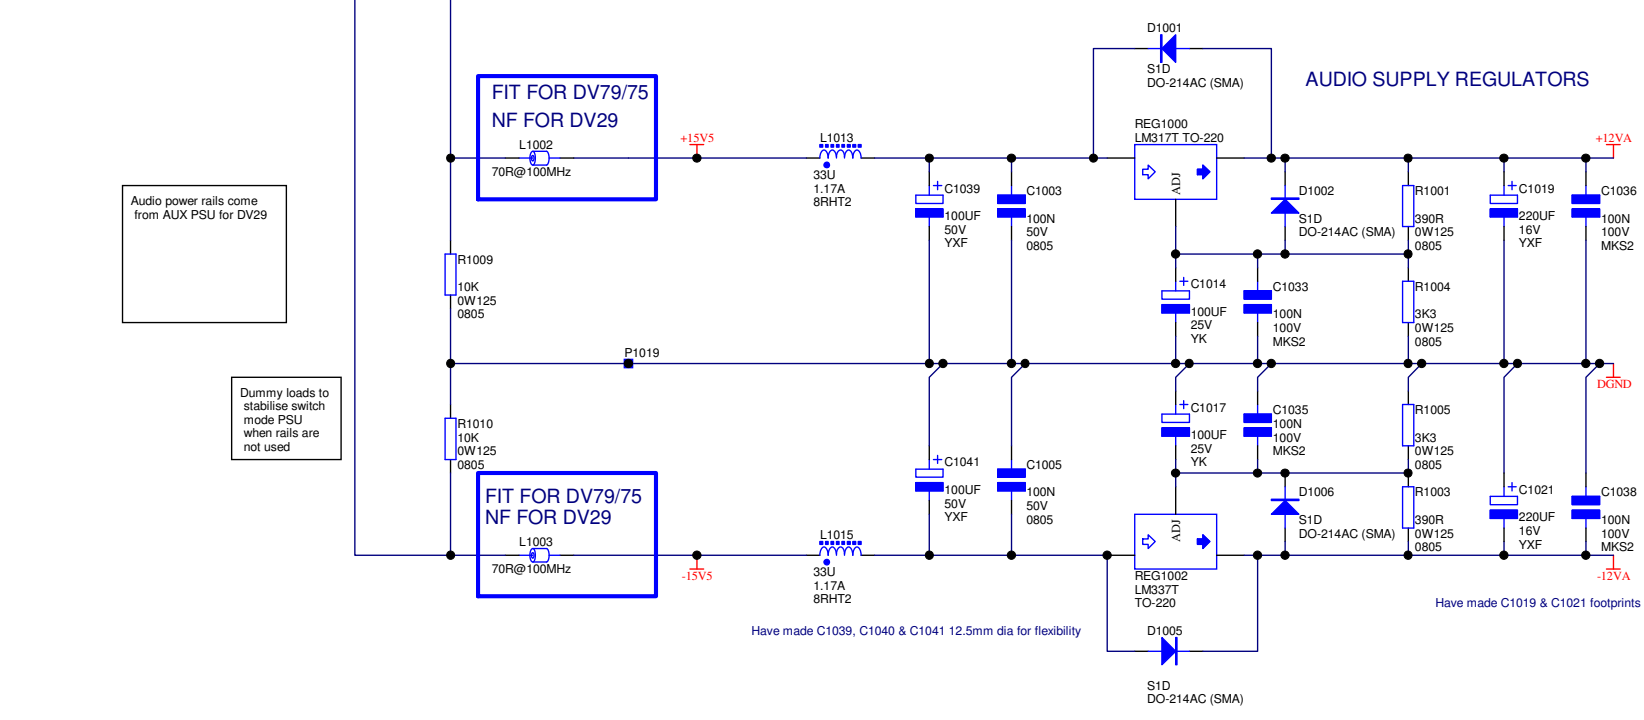 D1001
S1D
DO-214AC (SMA)
AUDIO SUPPLY REGULATORS
FIT FOR DV79/75
NF FOR DV29
L1002
70R@100MHz
+15V5
L1013
33U
1.17A
8RHT2
REG1000
LM317T TO-220
ADJ
+12VA
Audio power rails come
from AUX PSU for DV29
+
C1039
100UF
50V
YXF
C1003
100N
50V
0805
D1002
S1D
DO-214AC (SMA)
R1001
390R
0W125
0805
+
C1019
220UF
16V
YXF
C1036
100N
100V
MKS2
R1009
10K
0W125
0805
+
C1014
100UF
25V
YK
C1033
100N
100V
MKS2
R1004
3K3
0W125
0805
P1019
DGND
Dummy loads to
stabilise switch
mode PSU
when rails are
not used
R1010
10K
0W125
0805
+
C1017
100UF
25V
YK
C1035
100N
100V
MKS2
R1005
3K3
0W125
0805
+
C1041
100UF
50V
YXF
C1005
100N
50V
0805
D1006
S1D
DO-214AC (SMA)
R1003
390R
0W125
0805
+
C1021
220UF
16V
YXF
C1038
100N
100V
MKS2
FIT FOR DV79/75
NF FOR DV29
L1003
70R@100MHz
-15V5
L1015
33U
1.17A
8RHT2
ADJ
REG1002
LM337T
TO-220
-12VA
Have made C1019 & C1021 footprints
Have made C1039, C1040 & C1041 12.5mm dia for flexibility
D1005
S1D
DO-214AC (SMA)